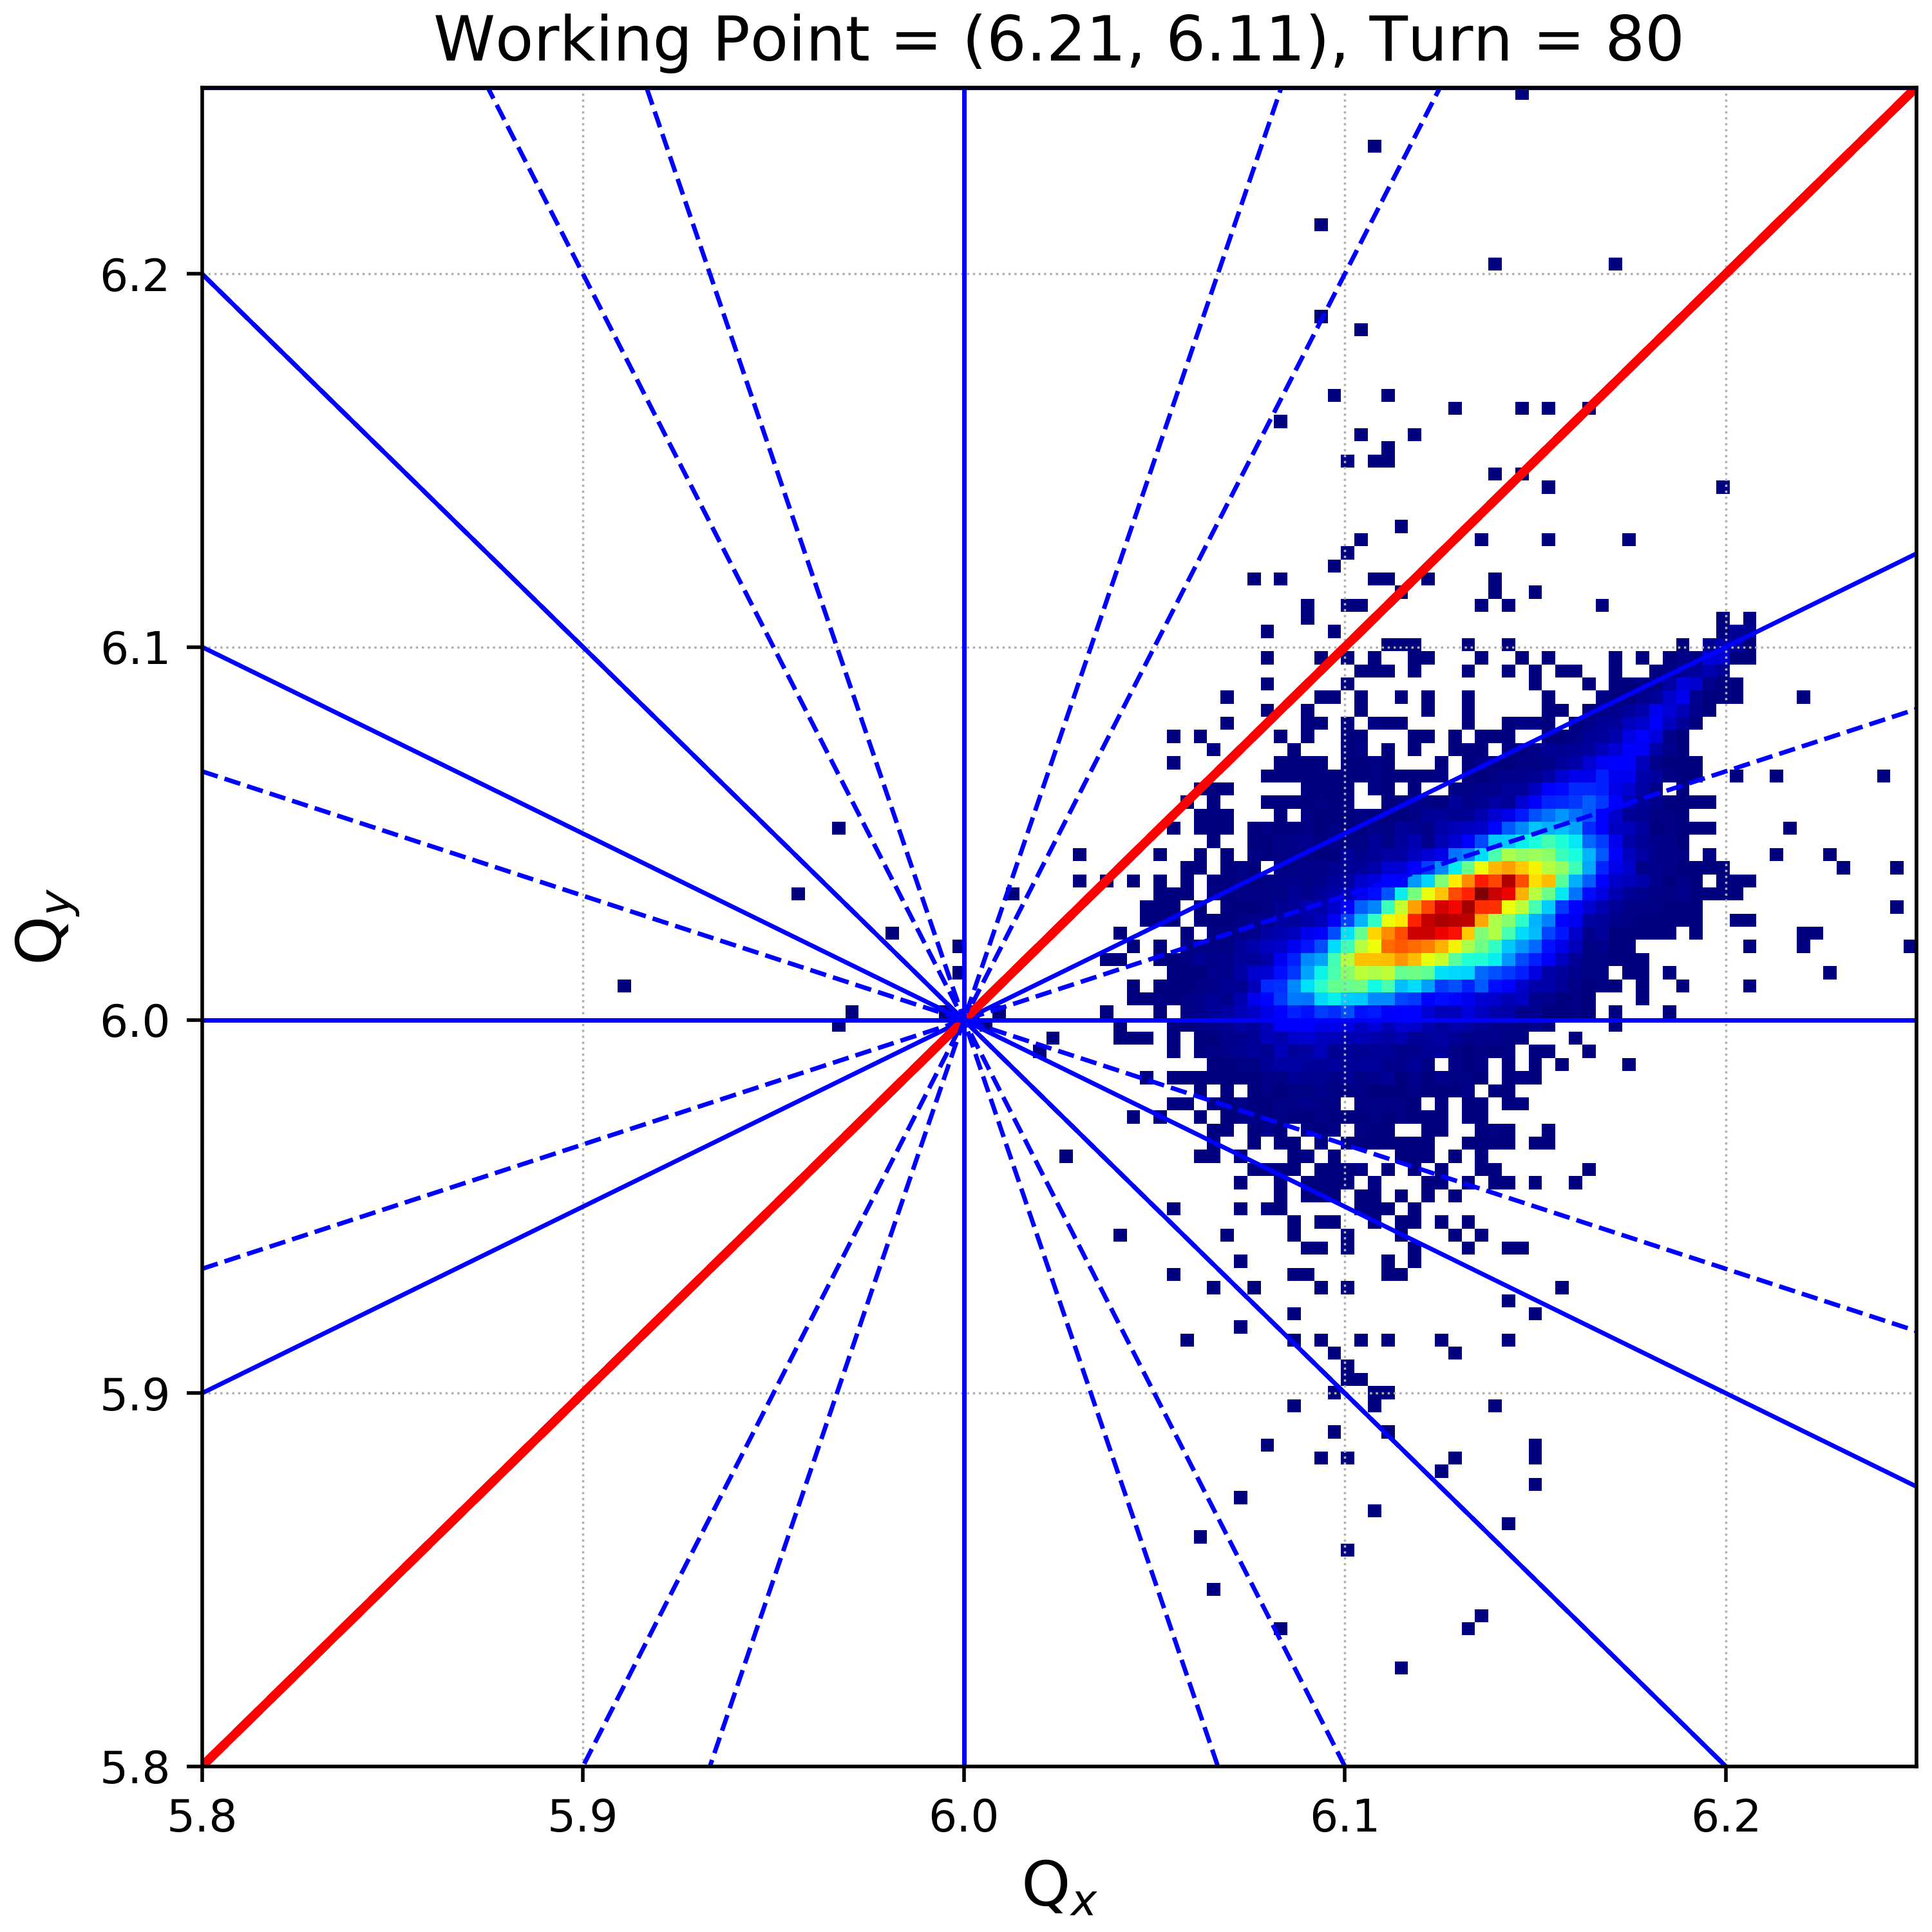 Working Point = (6.21, 6.11), Turn = 80
6.2
6.1
6.0
5.9
5.8
Qy
5.8 5.9 6.0 6.1 6.2
Qx